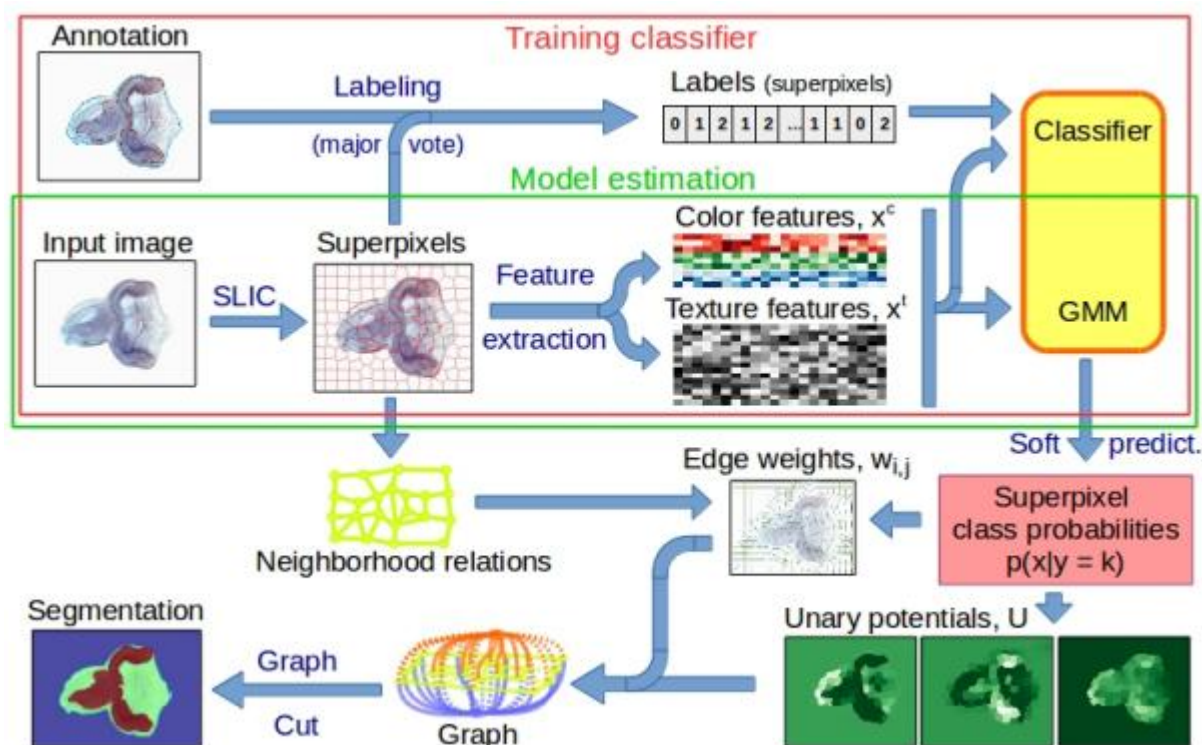 Annotation
Training classifier
Labeling
(major vote)
Labels (superpixels)
0 1 2 1 2 ... 1 1 0 2
Classifier
Model estimation
Input image
SLIC
Superpixels
Feature
extraction
Color features, x^c
Texture features, x^t
GMM
Soft predict.
Edge weights, w_i,j
Superpixel
class probabilities
p(x|y = k)
Neighborhood relations
Segmentation
Graph
Cut
Graph
Unary potentials, U